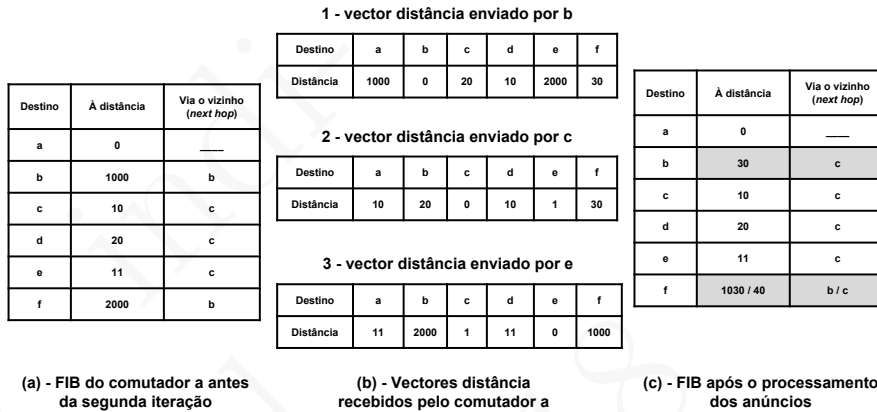 1 - vector distância enviado por b
Destino a b c d e f
Distância 1000 0 20 10 2000 30
2 - vector distância enviado por c
Destino a b c d e f
Distância 10 20 0 10 1 30
3 - vector distância enviado por e
Destino a b c d e f
Distância 11 2000 1 11 0 1000
Destino À distância Via o vizinho
(next hop)
a 0 ____
b 1000 b
c 10 c
d 20 c
e 11 c
f 2000 b
Destino À distância Via o vizinho
(next hop)
a 0 ____
b 30 c
c 10 c
d 20 c
e 11 c
f 1030 / 40 b / c
(a) - FIB do comutador a antes
da segunda iteração
(b) - Vectores distância
recebidos pelo comutador a
(c) - FIB após o processamento
dos anúncios